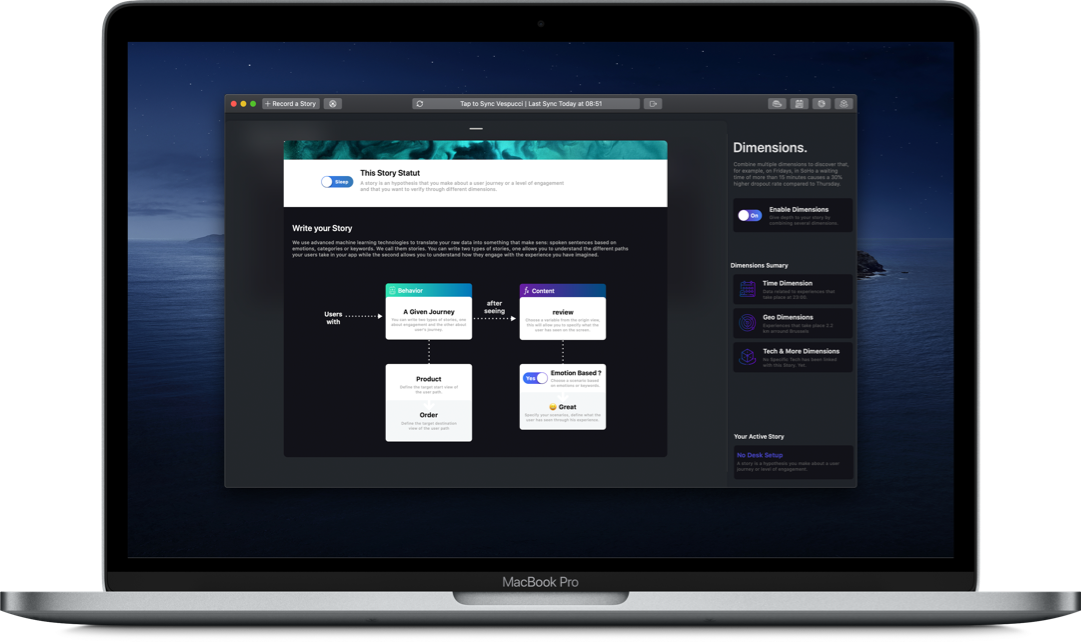 Record a Story
Tap to Sync Vespucci | Last Sync Today at 08:51
This Story Statut
Sleep
A story is an hypothesis that you make about a user journey or a level of engagement
and that you want to verify through different dimensions.
Write your Story
We use advanced machine learning technologies to translate your raw data into something that make sens: spoken sentences based on
emotions, categories or keywords. We call them stories. You can write two types of stories, one allows you to understand the different paths
your users take in your app while the second allows you to understand how they engage with the experience you have imagined.
Users
with
Behavior
A Given Journey
You can write two types of stories, one
about engagement and the other about
user's journey.
after
seeing
Content
review
Choose a variable from the origin view,
this will allow you to specify what the
user has seen on the screen.
Product
Define the target start view of
the user path
Order
Define the target destination
view of the user path
Yes
Emotion Based ?
Choose a scenario based
on emotions or keywords.
😄 Great
Specify your scenarios, define what the
user has seen through his experience.
Dimensions.
Combine multiple dimensions to discover that,
for example, on Fridays, in Soria a waiting
time of more than 15 minutes causes a 30%
higher dropout rate compared to Thursday.
On
Enable Dimensions
Give depth to your story by
combining several dimensions.
Dimensions Sumary
Time Dimension
Data related to experiences that
take place at 20:00.
Geo Dimensions
Experiences that take place 2.2
Km around Brussels
Tech & More Dimensions
No Specific Tech has been linked
with this Story Yet.
Your Active Story
No Desk Setup
A story is a hypothesis you make about a user
journey or level of engagement.
MacBook Pro